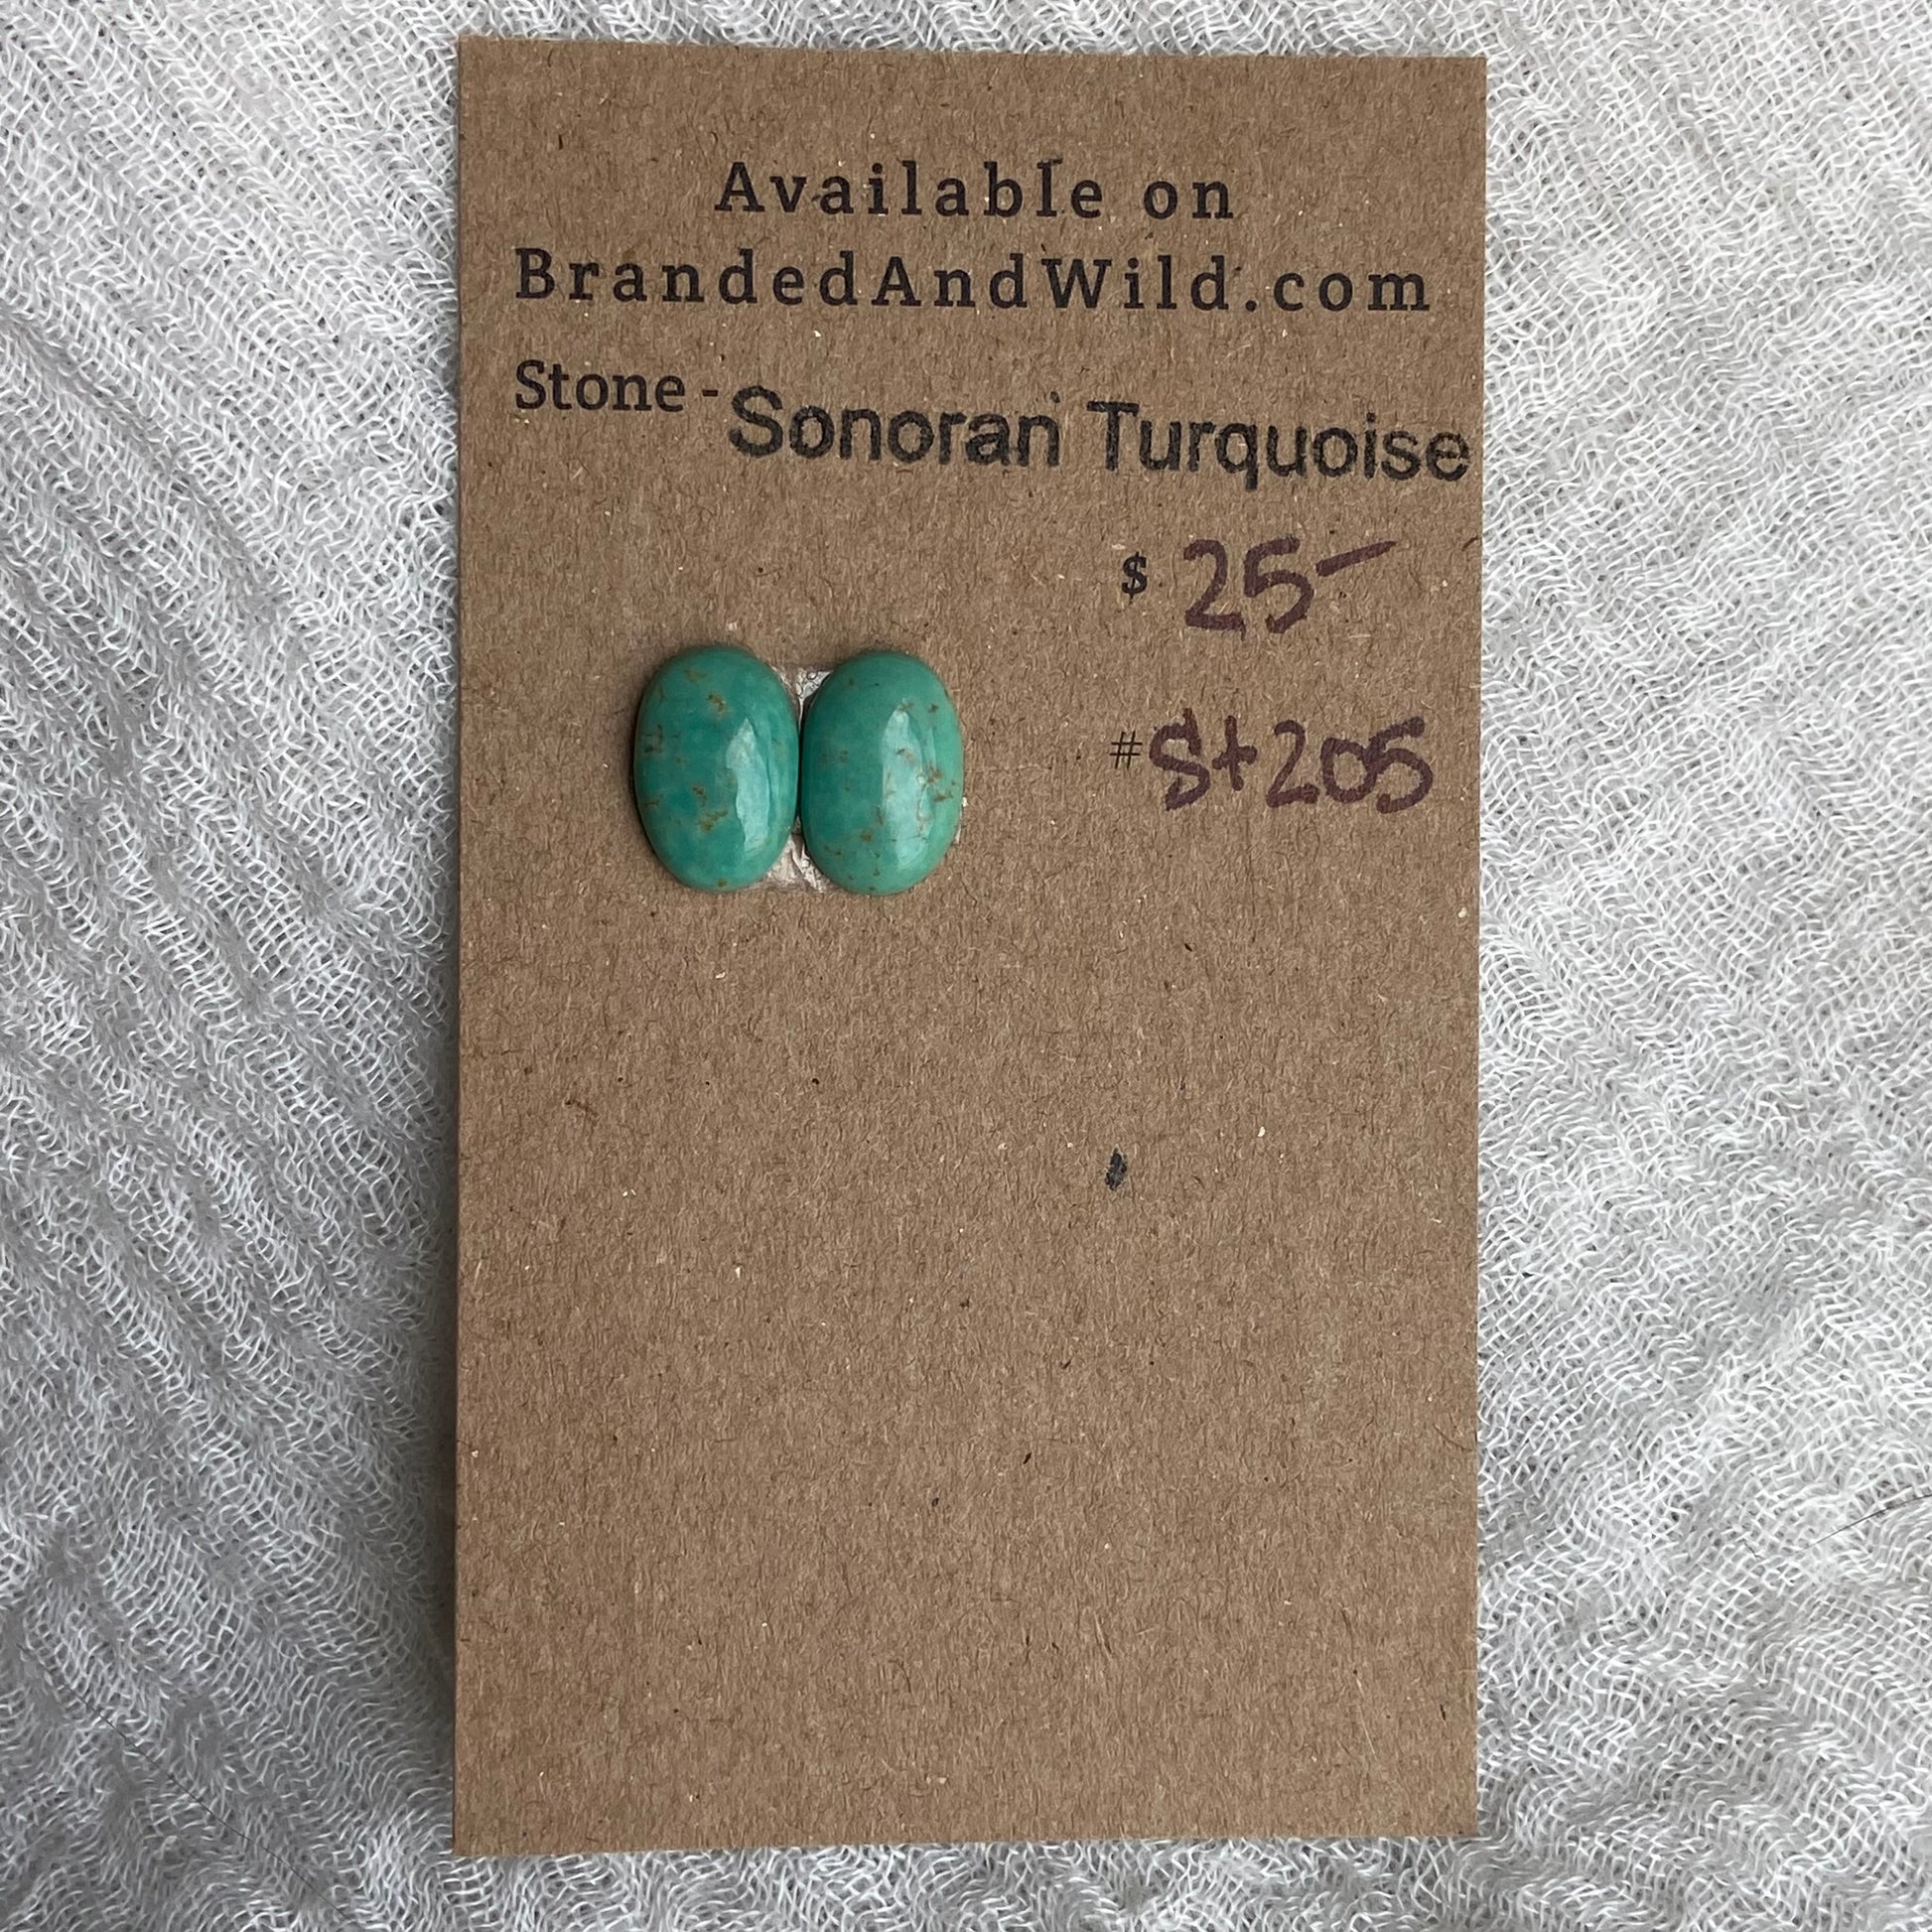 Available on
BrandedAndWild.com
Stone - Sonoran Turquoise
$ 25-
# St205